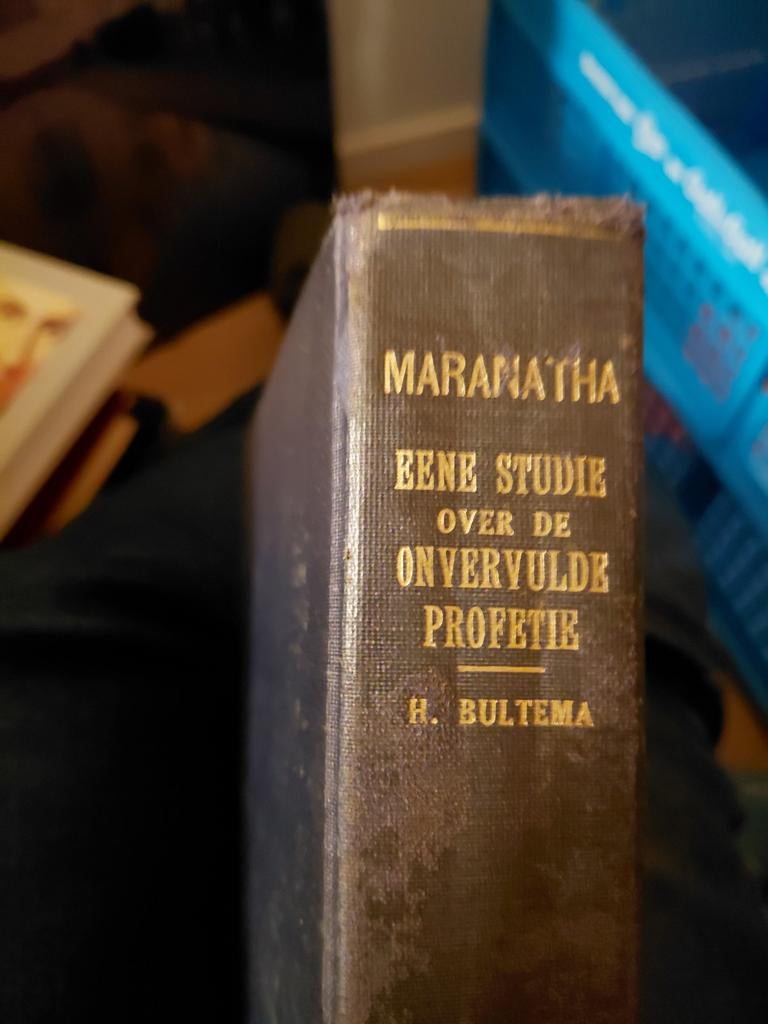 MARANATHA
EENE STUDIE
OVER DE
ONVERVULDE
PROFETIE
H. BULTEMA